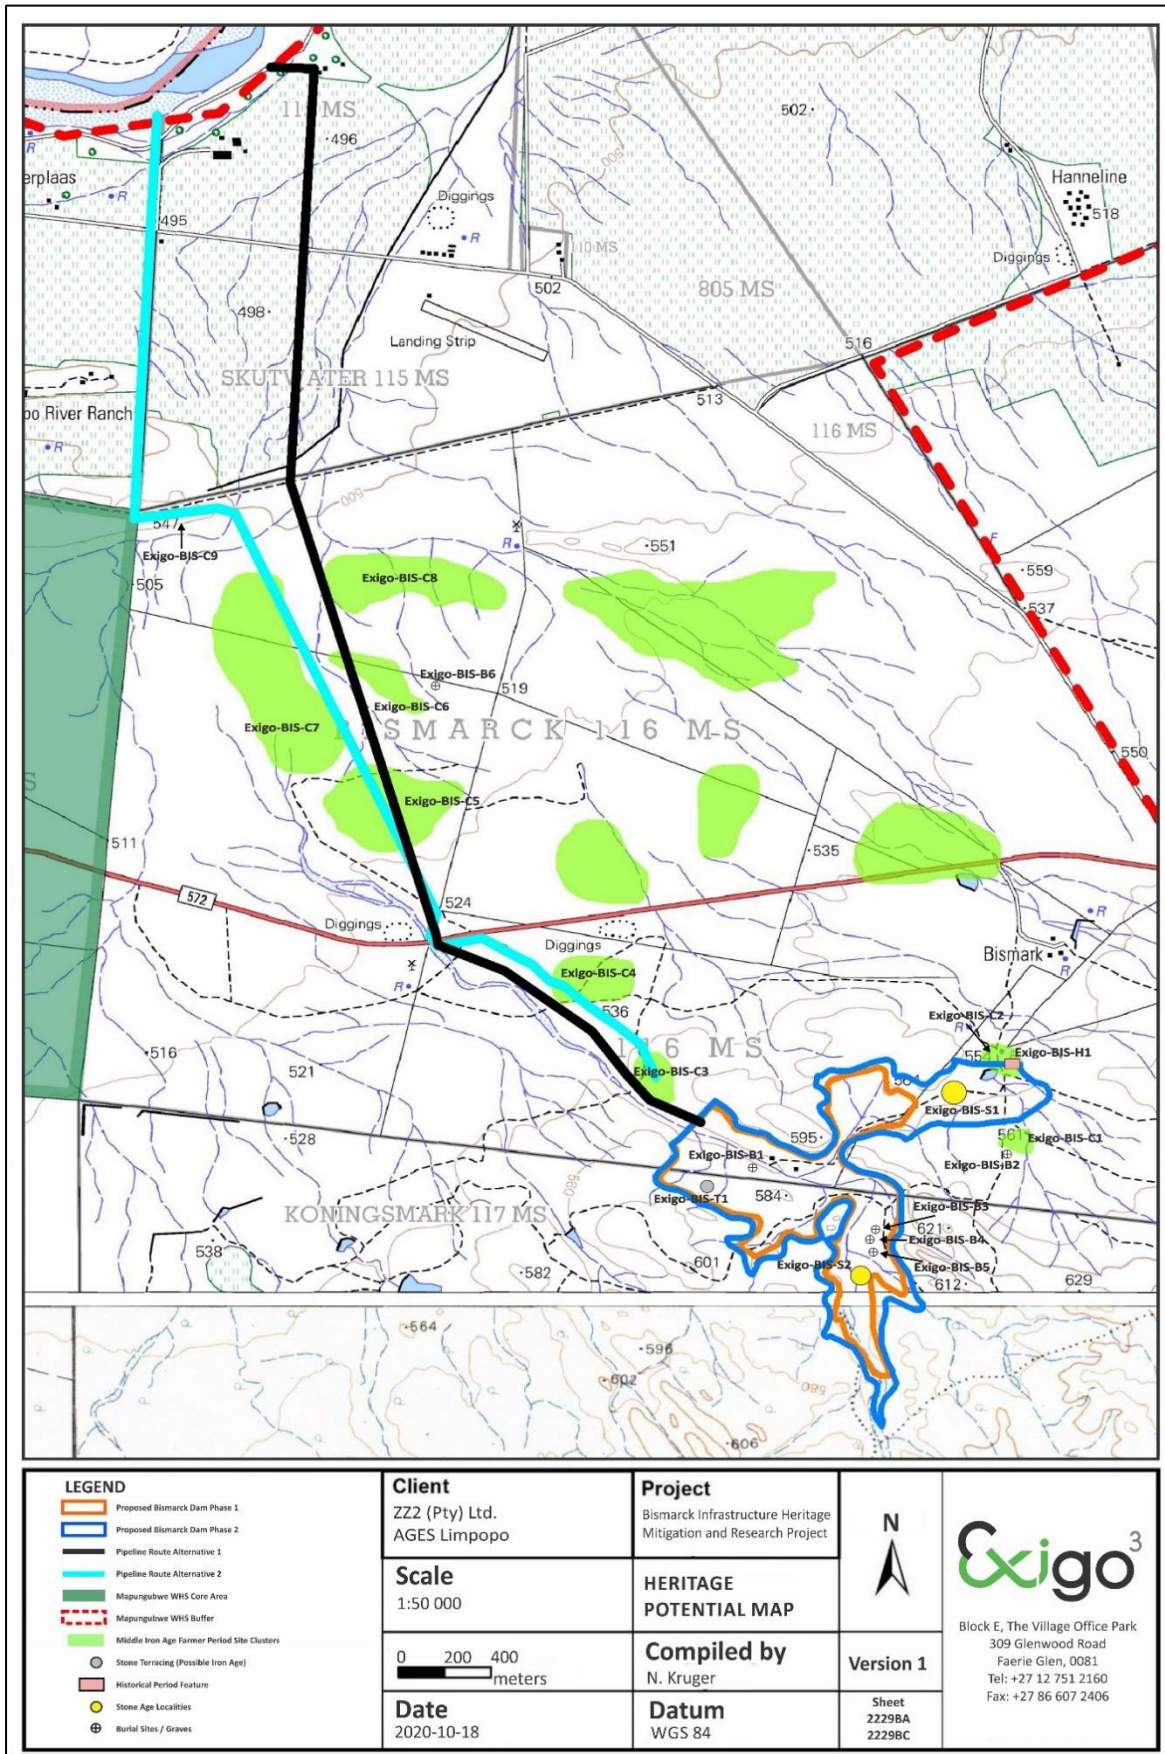 113 MS
•496
502•
erplaas
•R
495
Diggings
•R
Hanneline
518
Diggings
110 MS
500
502
805 MS
498•
Landing Strip
516
SKUTWATER 115 MS
513
po River Ranch
•R
116 MS
500
547
Exigo-BIS-C9
R•
•551
F
•505
Exigo-BIS-C8
559
537
Exigo-BIS-B6
519
Exigo-BIS-C6
Exigo-BIS-C7
BISMARCK 116 MS
550
S
Exigo-BIS-C5
511
•535
572
524
Diggings
Diggings
•R
Bismark
R•
Exigo-BIS-C4
536
Exigo-BIS-C2
R
116 MS
554
Exigo-BIS-H1
•516
521
Exigo-BIS-C3
564
Exigo-BIS-S1
•528
595•
561
Exigo-BIS-C1
Exigo-BIS-B1
Exigo-BIS-B2
580
584•
Exigo-BIS-T1
KONINGSMARK 117 MS
Exigo-BIS-B3
621•
Exigo-BIS-B4
538
601
Exigo-BIS-S2
Exigo-BIS-B5
•582
612
629
•564
•596
•602
580
•606
LEGEND
Proposed Bismarck Dam Phase 1
Proposed Bismarck Dam Phase 2
Pipeline Route Alternative 1
Pipeline Route Alternative 2
Mapungubwe WHS Core Area
Mapungubwe WHS Buffer
Middle Iron Age Farmer Period Site Clusters
Stone Terracing (Possible Iron Age)
Historical Period Feature
Stone Age Localities
Burial Sites / Graves
Client
ZZ2 (Pty) Ltd.
AGES Limpopo
Scale
1:50 000
0 200 400
meters
Date
2020-10-18
Project
Bismarck Infrastructure Heritage
Mitigation and Research Project
HERITAGE
POTENTIAL MAP
Compiled by
N. Kruger
Datum
WGS 84
N
Version 1
Sheet
2229BA
2229BC
Exigo3
Block E, The Village Office Park
309 Glenwood Road
Faerie Glen, 0081
Tel: +27 12 751 2160
Fax: +27 86 607 2406